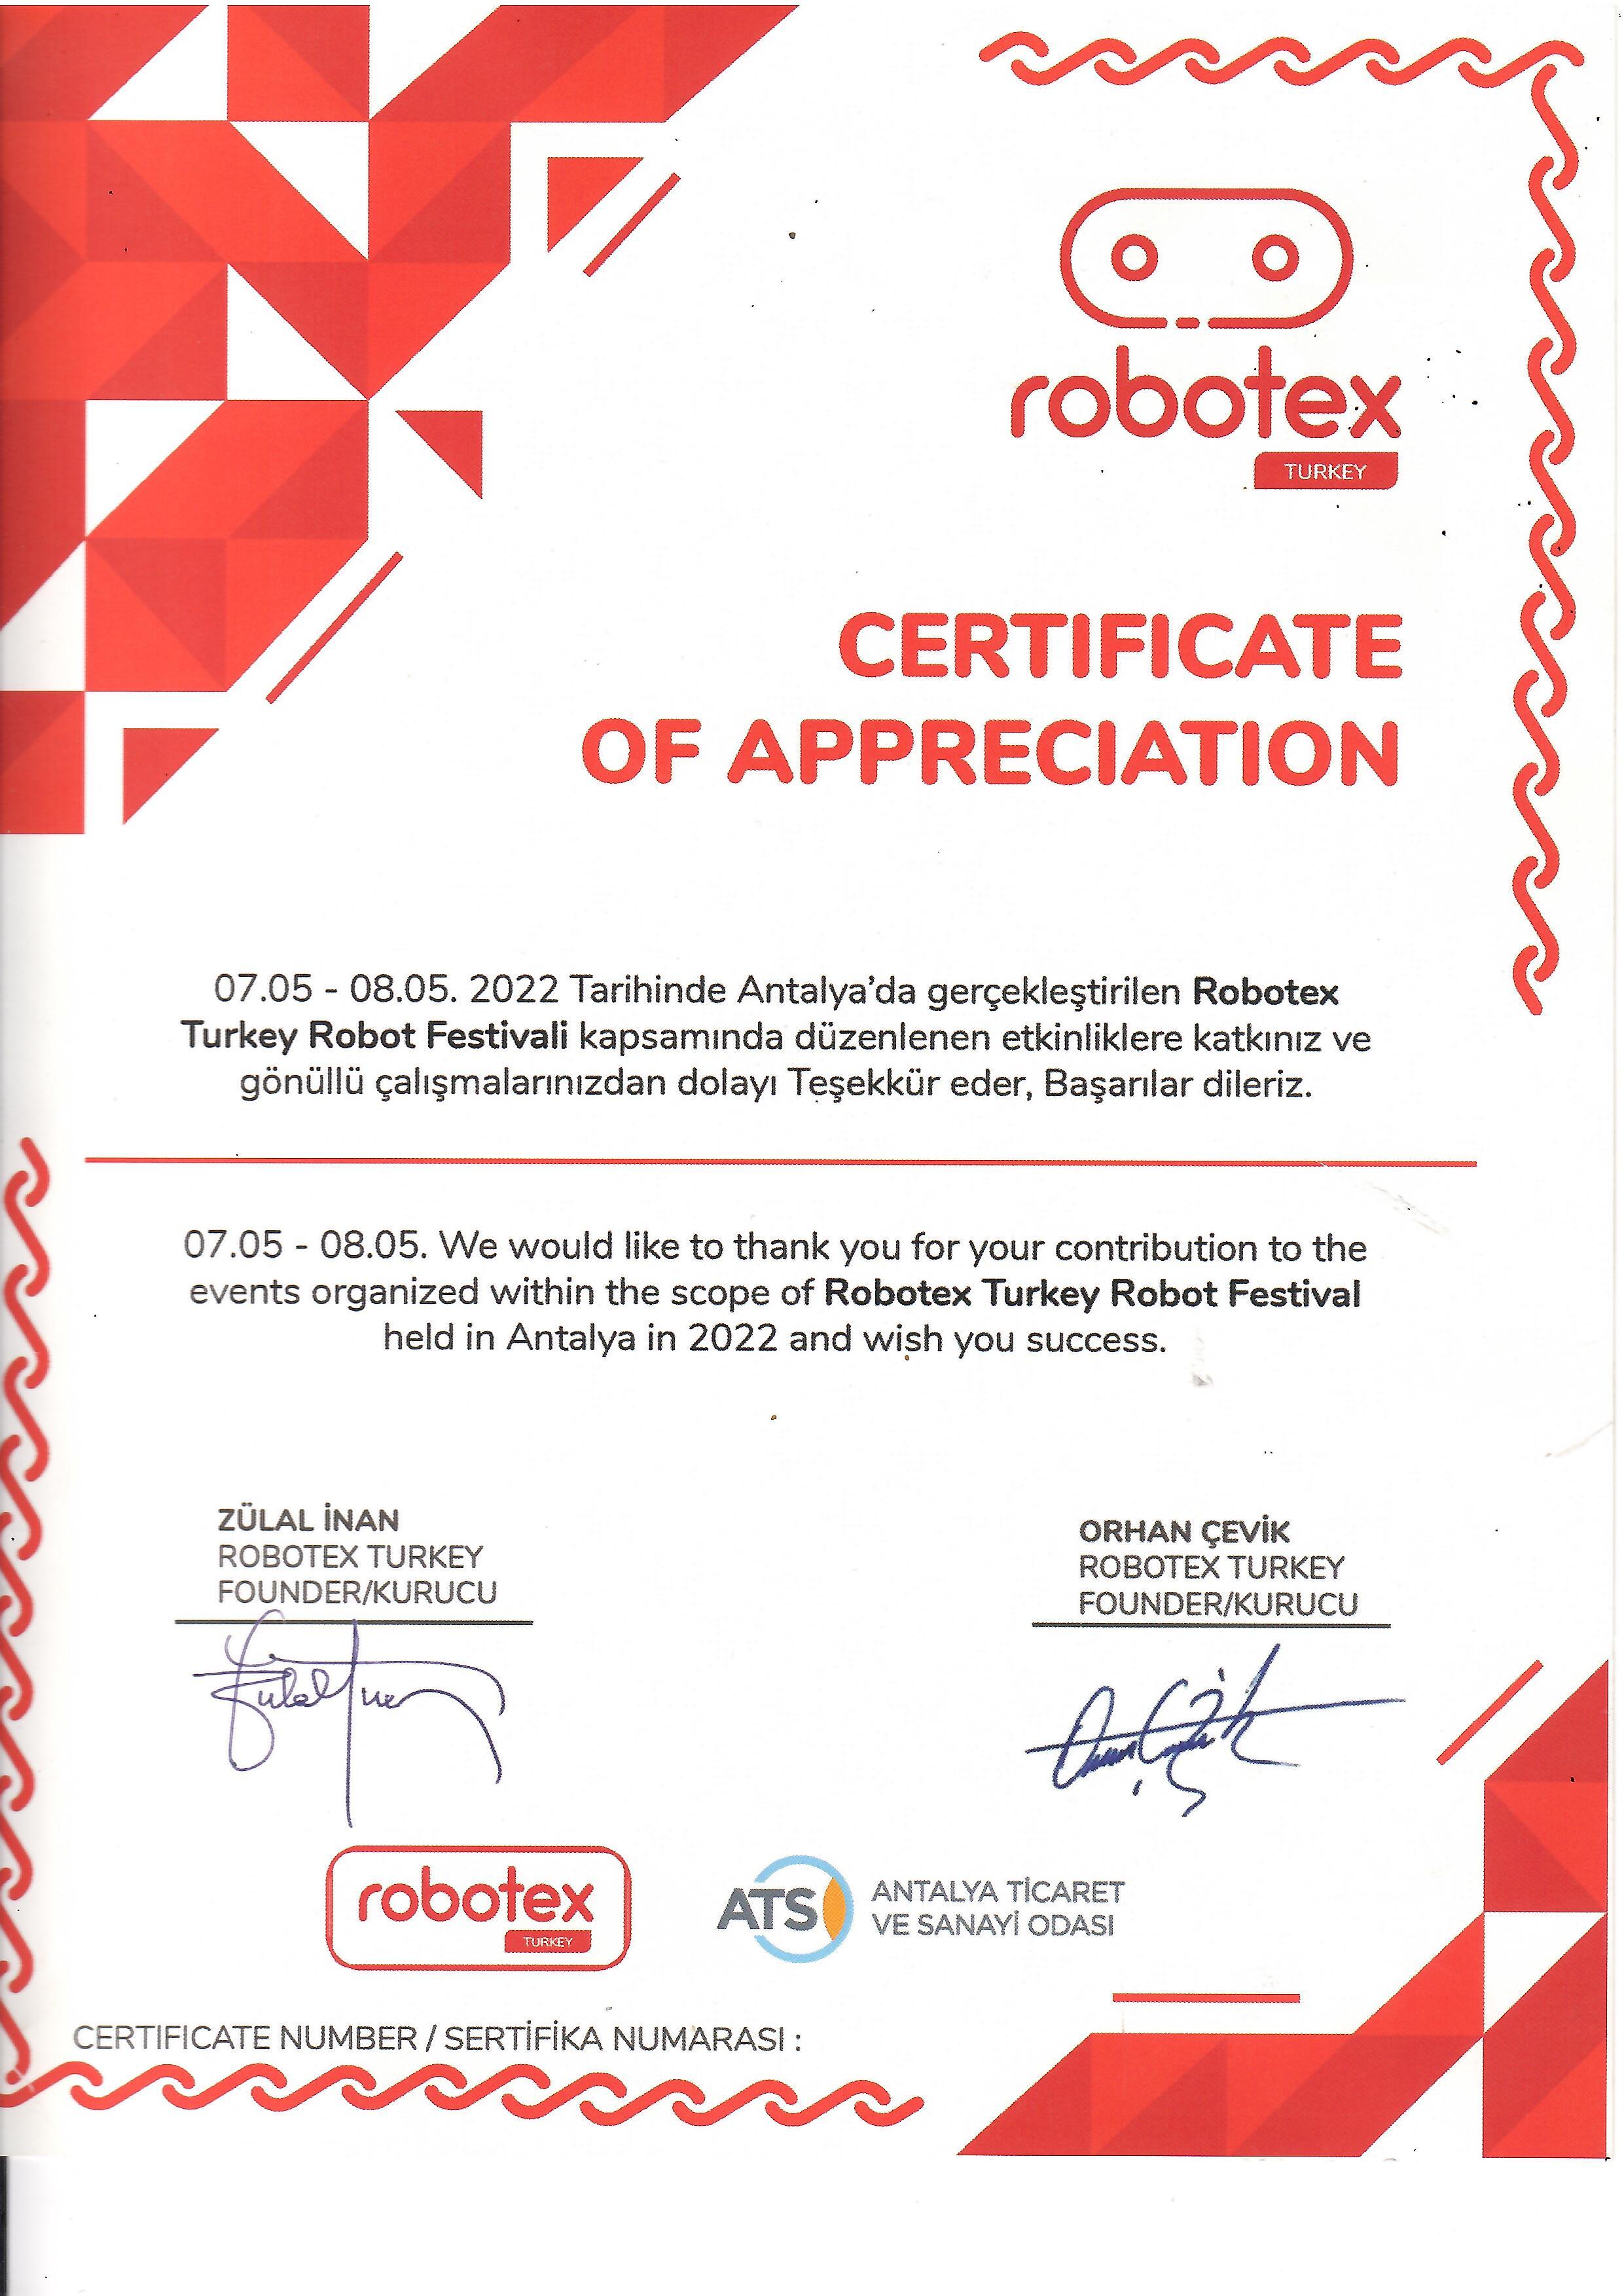 robotex
TURKEY
CERTIFICATE
OF APPRECIATION
07.05 - 08.05. 2022 Tarihinde Antalya'da gerçekleştirilen Robotex
Turkey Robot Festivali kapsamında düzenlenen etkinliklere katkınız ve
gönüllü çalışmalarınızdan dolayı Teşekkür eder, Başarılar dileriz.
07.05 - 08.05. We would like to thank you for your contribution to the
events organized within the scope of Robotex Turkey Robot Festival
held in Antalya in 2022 and wish you success.
ZÜLAL İNAN
ROBOTEX TURKEY
FOUNDER/KURUCU
ORHAN ÇEVİK
ROBOTEX TURKEY
FOUNDER/KURUCU
robotex
TURKEY
ATSO
ANTALYA TİCARET
VE SANAYİ ODASI
CERTIFICATE NUMBER / SERTİFİKA NUMARASI :